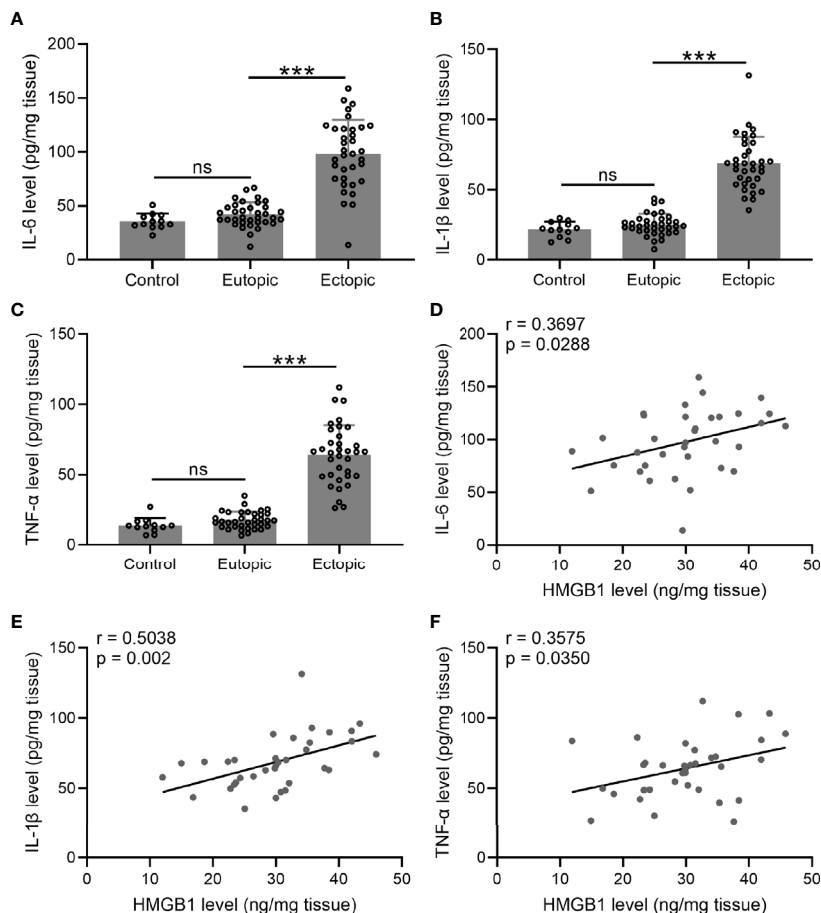 A
IL-6 level (pg/mg tissue)
200
150
100
50
0
ns
***
Control Eutopic Ectopic
B
IL-1β level (pg/mg tissue)
150
100
50
0
ns
***
Control Eutopic Ectopic
C
TNF-α level (pg/mg tissue)
150
100
50
0
ns
***
Control Eutopic Ectopic
D
r = 0.3697
p = 0.0288
IL-6 level (pg/mg tissue)
200
150
100
50
0
0 10 20 30 40 50
HMGB1 level (ng/mg tissue)
E
r = 0.5038
p = 0.002
IL-1β level (pg/mg tissue)
150
100
50
0
0 10 20 30 40 50
HMGB1 level (ng/mg tissue)
F
r = 0.3575
p = 0.0350
TNF-α level (pg/mg tissue)
150
100
50
0
0 10 20 30 40 50
HMGB1 level (ng/mg tissue)